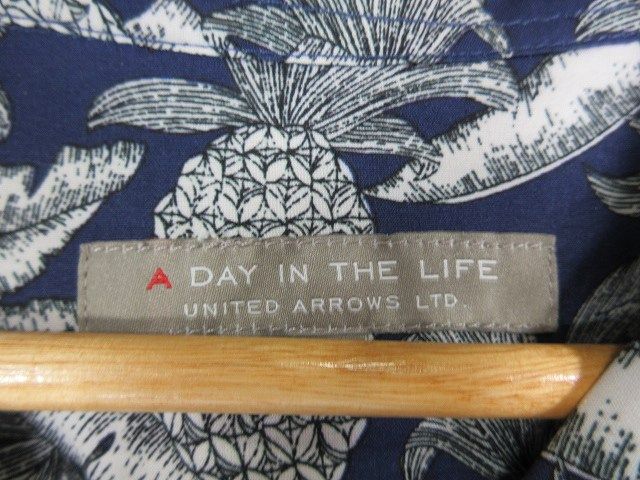 A DAY IN THE LIFE
UNITED ARROWS LTD.